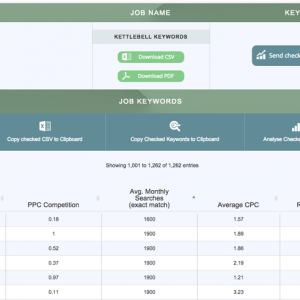 JOB NAME
KEY
KETTLEBELL KEYWORDS
Download CSV
Download PDF
Send check
JOB KEYWORDS
Copy checked CSV to Clipboard
Copy Checked Keywords to Clipboard
Analyse Checke
Showing 1,001 to 1,262 of 1,262 entries
PPC Competition
Avg. Monthly
Searches
(exact match)
Average CPC
R
0.18 1600 1.57
1 1900 1.89
0.52 1900 1.86
0.37 1900 2.19
0.97 1900 1.21
0.11 1900 3.23